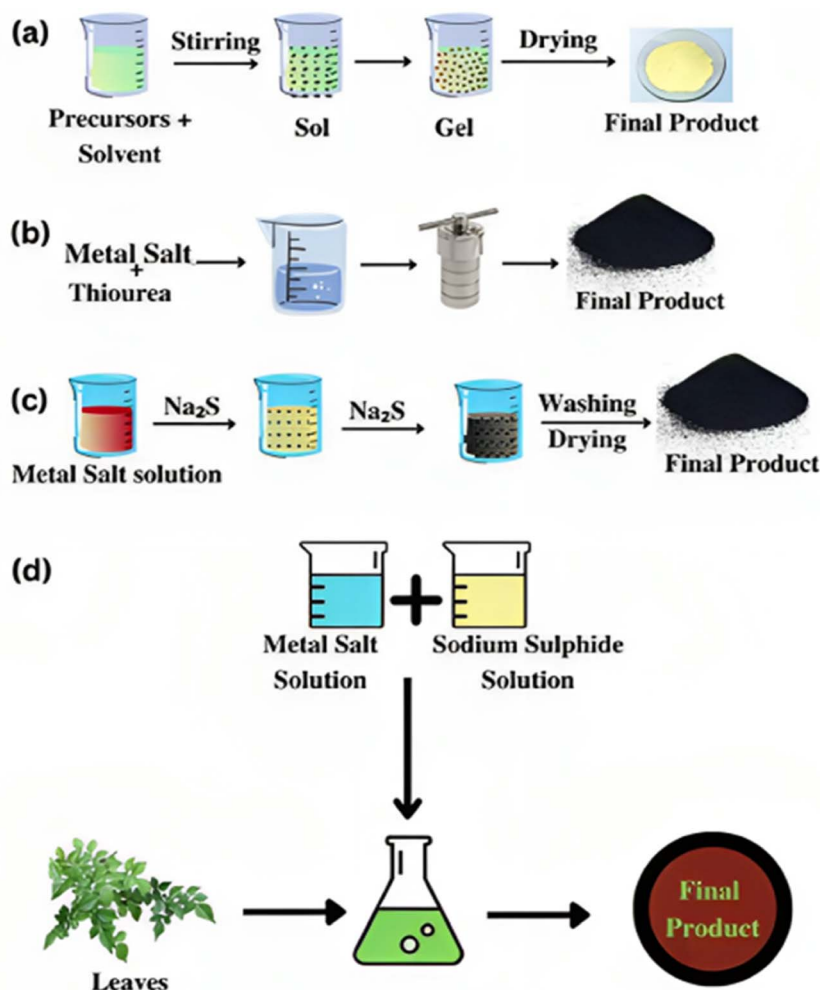 (a)
Stirring
Drying
Precursors +
Solvent
Sol
Gel
Final Product
(b)
Metal Salt
+
Thiourea
Final Product
(c)
Na₂S
Na₂S
Washing
Drying
Metal Salt solution
Final Product
(d)
Metal Salt
Solution
+
Sodium Sulphide
Solution
Leaves
Final
Product